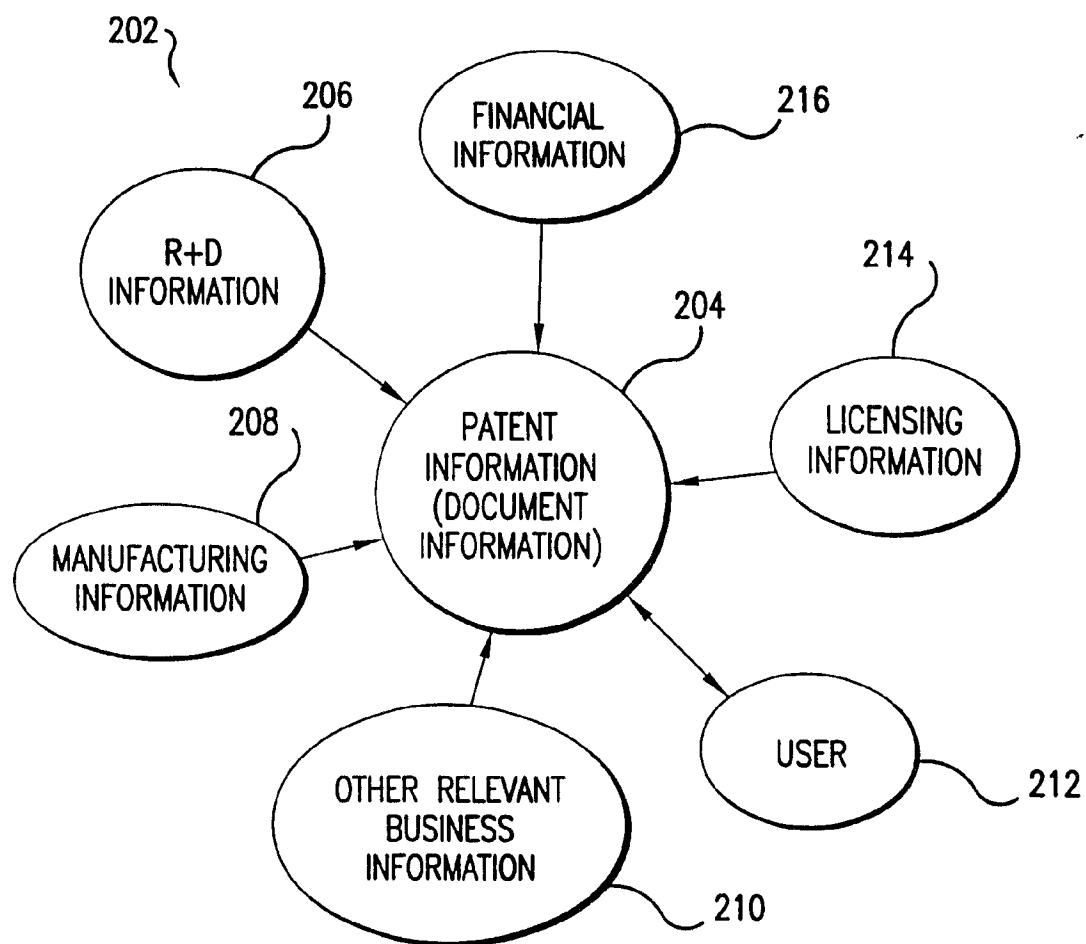 202
206
FINANCIAL
INFORMATION
216
R+D
INFORMATION
214
204
LICENSING
INFORMATION
PATENT
INFORMATION
(DOCUMENT
INFORMATION)
208
MANUFACTURING
INFORMATION
USER
212
OTHER RELEVANT
BUSINESS
INFORMATION
210